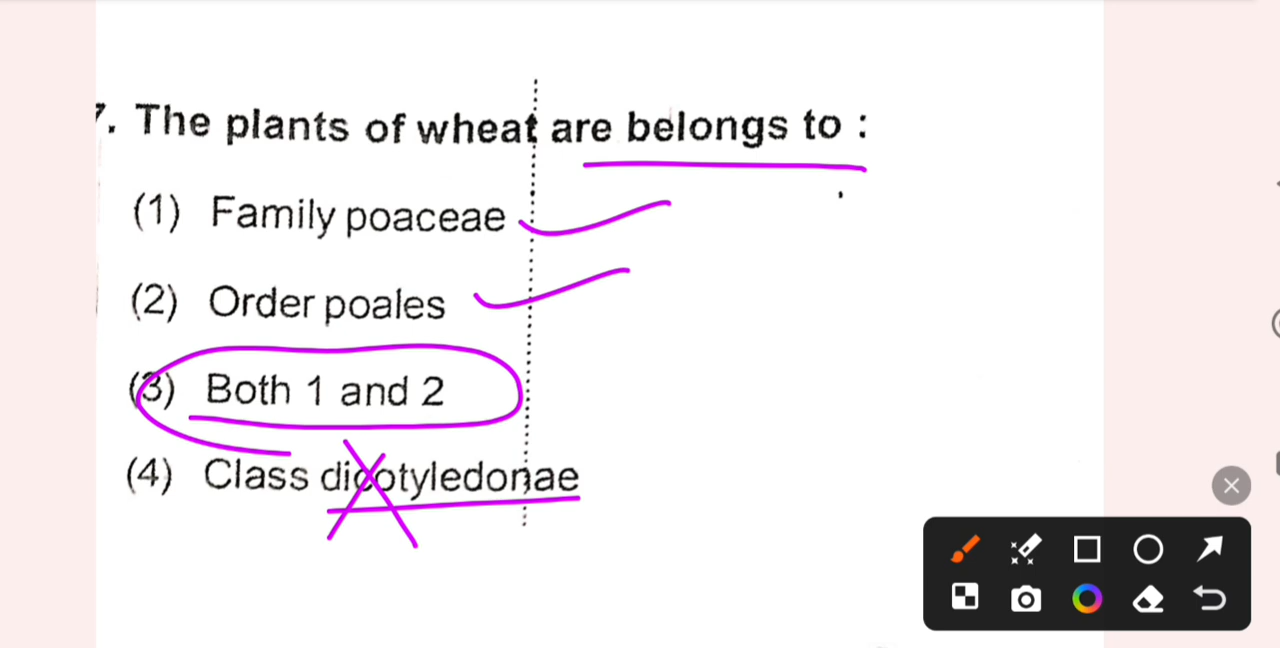 7. The plants of wheat are belongs to :
(1) Family poaceae
(2) Order poales
(3) Both 1 and 2
(4) Class dicotyledonae